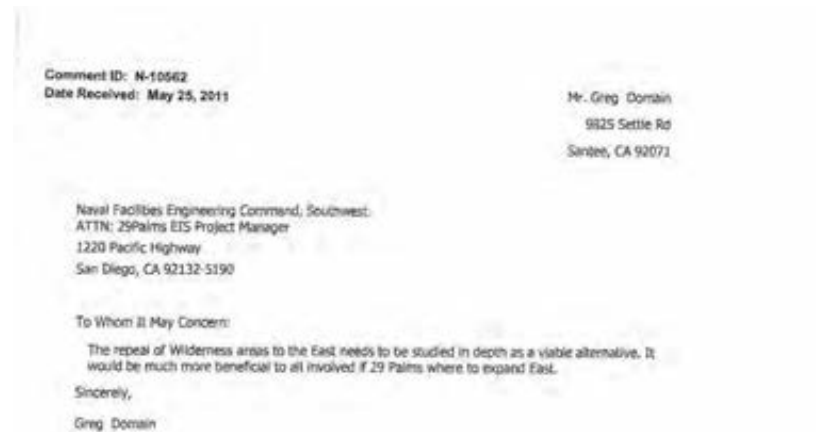 Comment ID: N-10562
Date Received: May 25, 2011
Mr. Greg Domain
9825 Settle Rd
Santee, CA 92071
Naval Facilities Engineering Command, Southwest.
ATTN: 29Palms EIS Project Manager
1220 Pacific Highway
San Diego, CA 92132-5190
To Whom It May Concern:
The repeal of Wilderness areas to the East needs to be studied in depth as a viable alternative. It
would be much more beneficial to all involved if 29 Palms where to expand East.
Sincerely,
Greg Domain